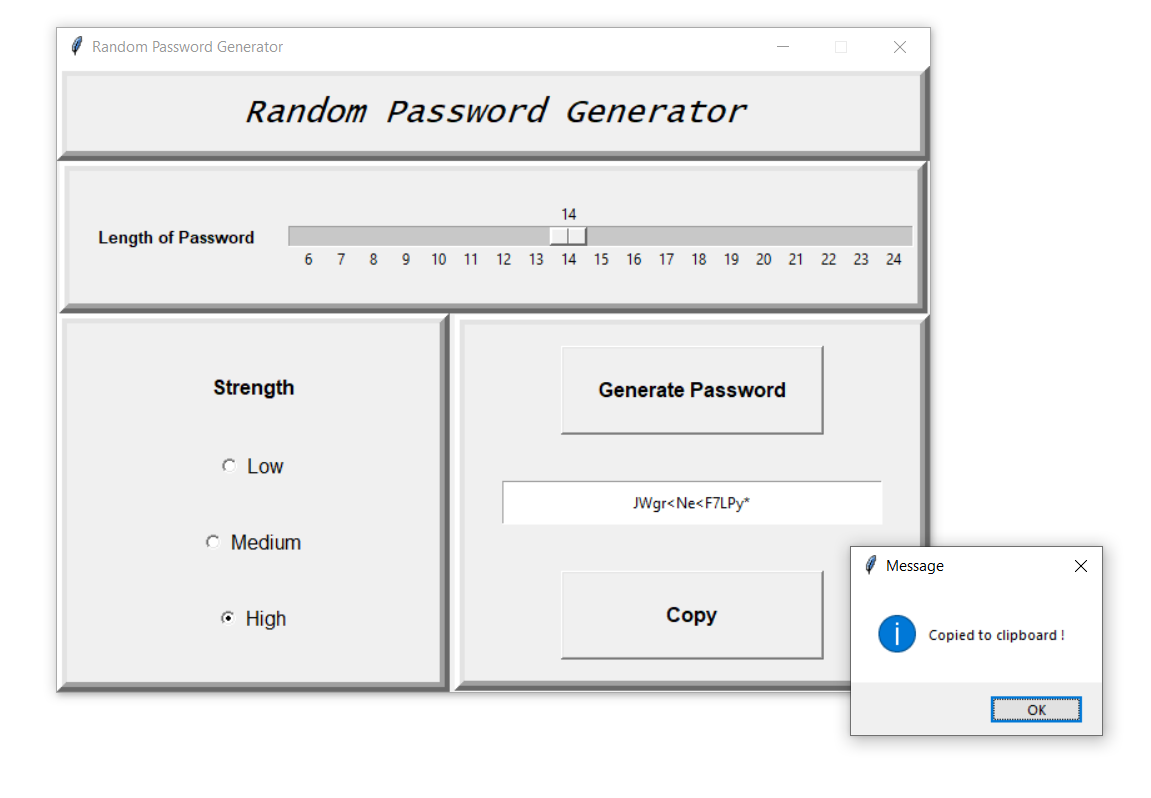 Random Password Generator
Random Password Generator
14
Length of Password
6 7 8 9 10 11 12 13 14 15 16 17 18 19 20 21 22 23 24
Strength
Low
Medium
High
Generate Password
JWgr<Ne<F7LPy*
Copy
Message
Copied to clipboard !
OK